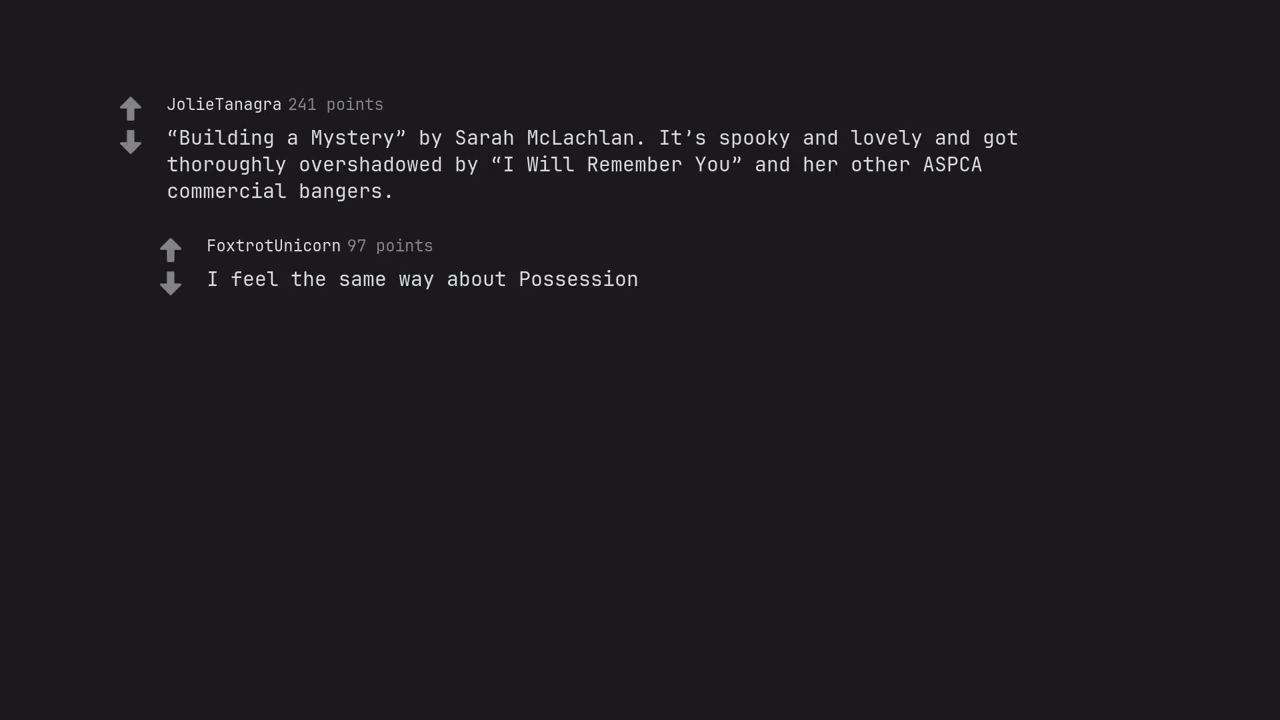 JolieTanagra 241 points
“Building a Mystery” by Sarah McLachlan. It’s spooky and lovely and got
thoroughly overshadowed by “I Will Remember You” and her other ASPCA
commercial bangers.
FoxtrotUnicorn 97 points
I feel the same way about Possession